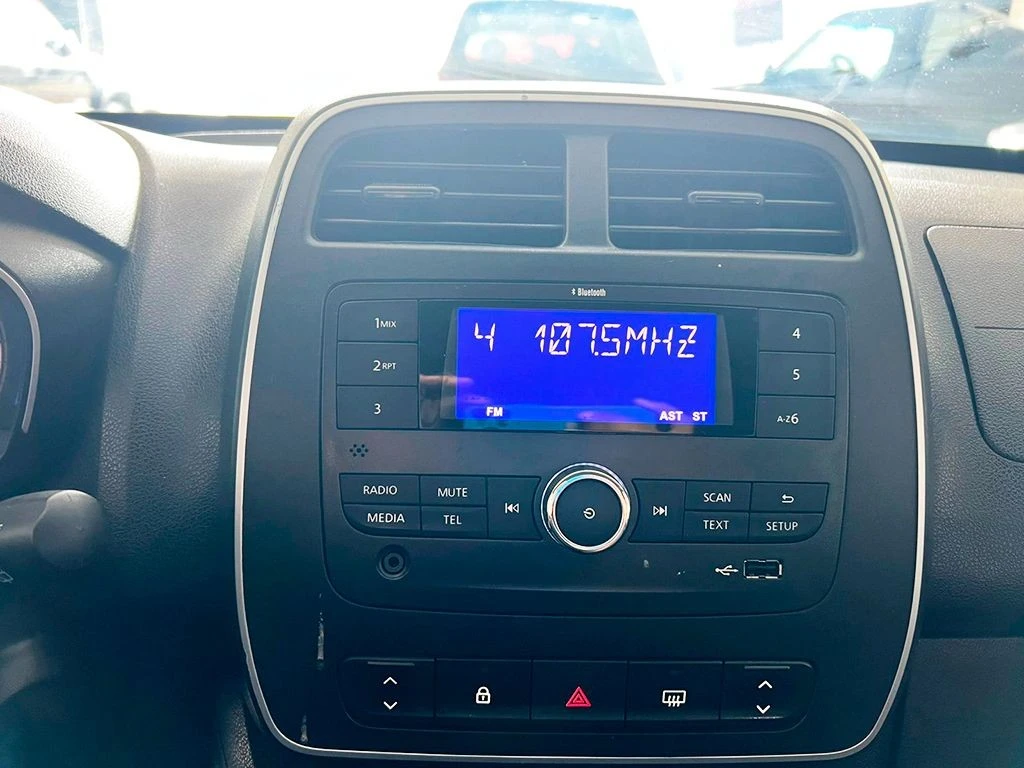 Bluetooth
1MIX
2RPT
3
4 107.5MHZ
FM AST ST
4
5
A-Z6
RADIO MUTE
MEDIA TEL
SCAN
TEXT SETUP